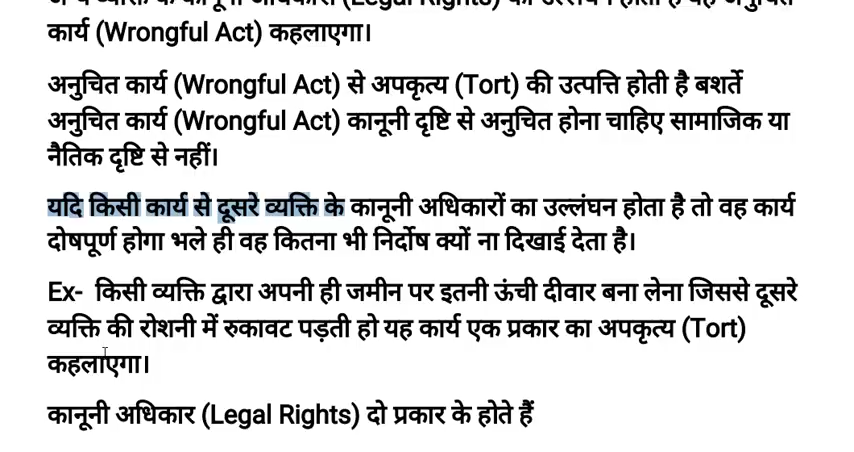 कार्य (Wrongful Act) कहलाएगा।
अनुचित कार्य (Wrongful Act) से अपकृत्य (Tort) की उत्पत्ति होती है बशर्ते
अनुचित कार्य (Wrongful Act) कानूनी दृष्टि से अनुचित होना चाहिए सामाजिक या
नैतिक दृष्टि से नहीं।
यदि किसी कार्य से दूसरे व्यक्ति के कानूनी अधिकारों का उल्लंघन होता है तो वह कार्य
दोषपूर्ण होगा भले ही वह कितना भी निर्दोष क्यों ना दिखाई देता है।
Ex- किसी व्यक्ति द्वारा अपनी ही जमीन पर इतनी ऊंची दीवार बना लेना जिससे दूसरे
व्यक्ति की रोशनी में रुकावट पड़ती हो यह कार्य एक प्रकार का अपकृत्य (Tort)
कहलाएगा।
कानूनी अधिकार (Legal Rights) दो प्रकार के होते हैं